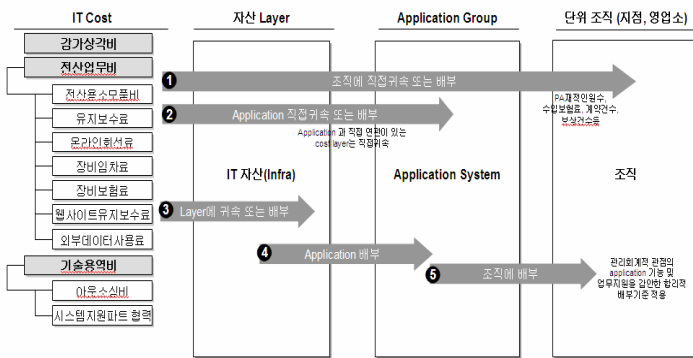 IT Cost
자산 Layer
Application Group
단위 조직 (지점, 영업소)
감가상각비
전산업무비
전산용소모품비
유지보수료
온라인회선료
장비임차료
장비보험료
웹사이트유지보수료
외부데이터사용료
기술용역비
아웃소싱비
시스템지원파트 협력
1 조직에 직접귀속 또는 배부
PA재적인원수,
수입보험료, 계약건수,
보상건수등
2 Application 직접귀속 또는 배부
Application 과 직접 연관이 있는
cost layer는 직접귀속
IT 자산(Infra)
Application System
조직
3 Layer에 귀속 또는 배부
4 Application 배부
5 조직에 배부
관리회계적 관점의
application 기능 및
업무지원을 감안한 합리적
배부기준 적용